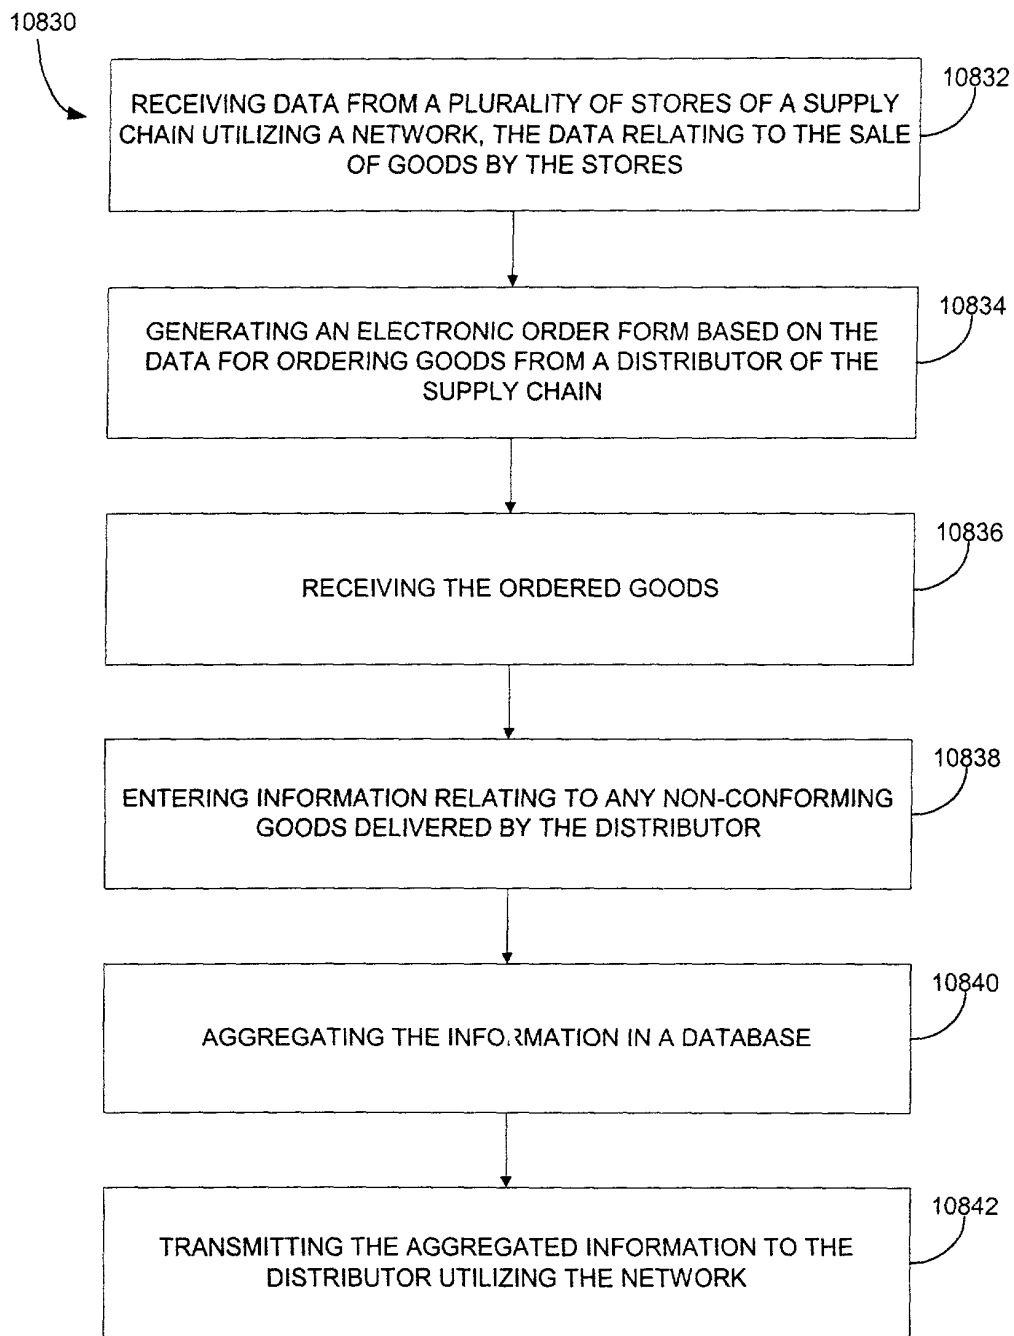 10830
10832
RECEIVING DATA FROM A PLURALITY OF STORES OF A SUPPLY
CHAIN UTILIZING A NETWORK, THE DATA RELATING TO THE SALE
OF GOODS BY THE STORES
10834
GENERATING AN ELECTRONIC ORDER FORM BASED ON THE
DATA FOR ORDERING GOODS FROM A DISTRIBUTOR OF THE
SUPPLY CHAIN
10836
RECEIVING THE ORDERED GOODS
10838
ENTERING INFORMATION RELATING TO ANY NON-CONFORMING
GOODS DELIVERED BY THE DISTRIBUTOR
10840
AGGREGATING THE INFORMATION IN A DATABASE
10842
TRANSMITTING THE AGGREGATED INFORMATION TO THE
DISTRIBUTOR UTILIZING THE NETWORK